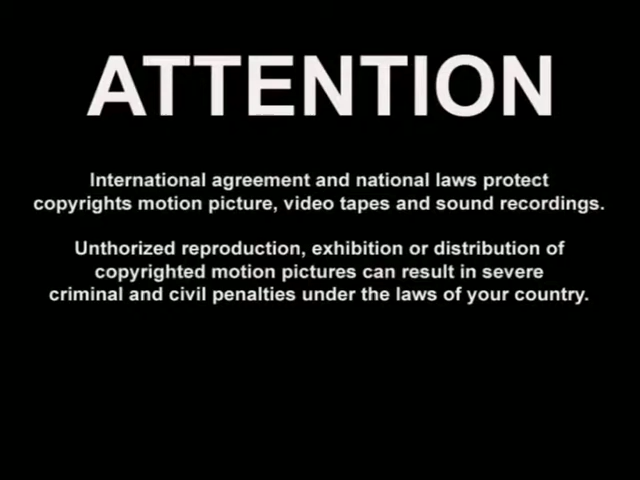 ATTENTION
International agreement and national laws protect
copyrights motion picture, video tapes and sound recordings.
Unthorized reproduction, exhibition or distribution of
copyrighted motion pictures can result in severe
criminal and civil penalties under the laws of your country.